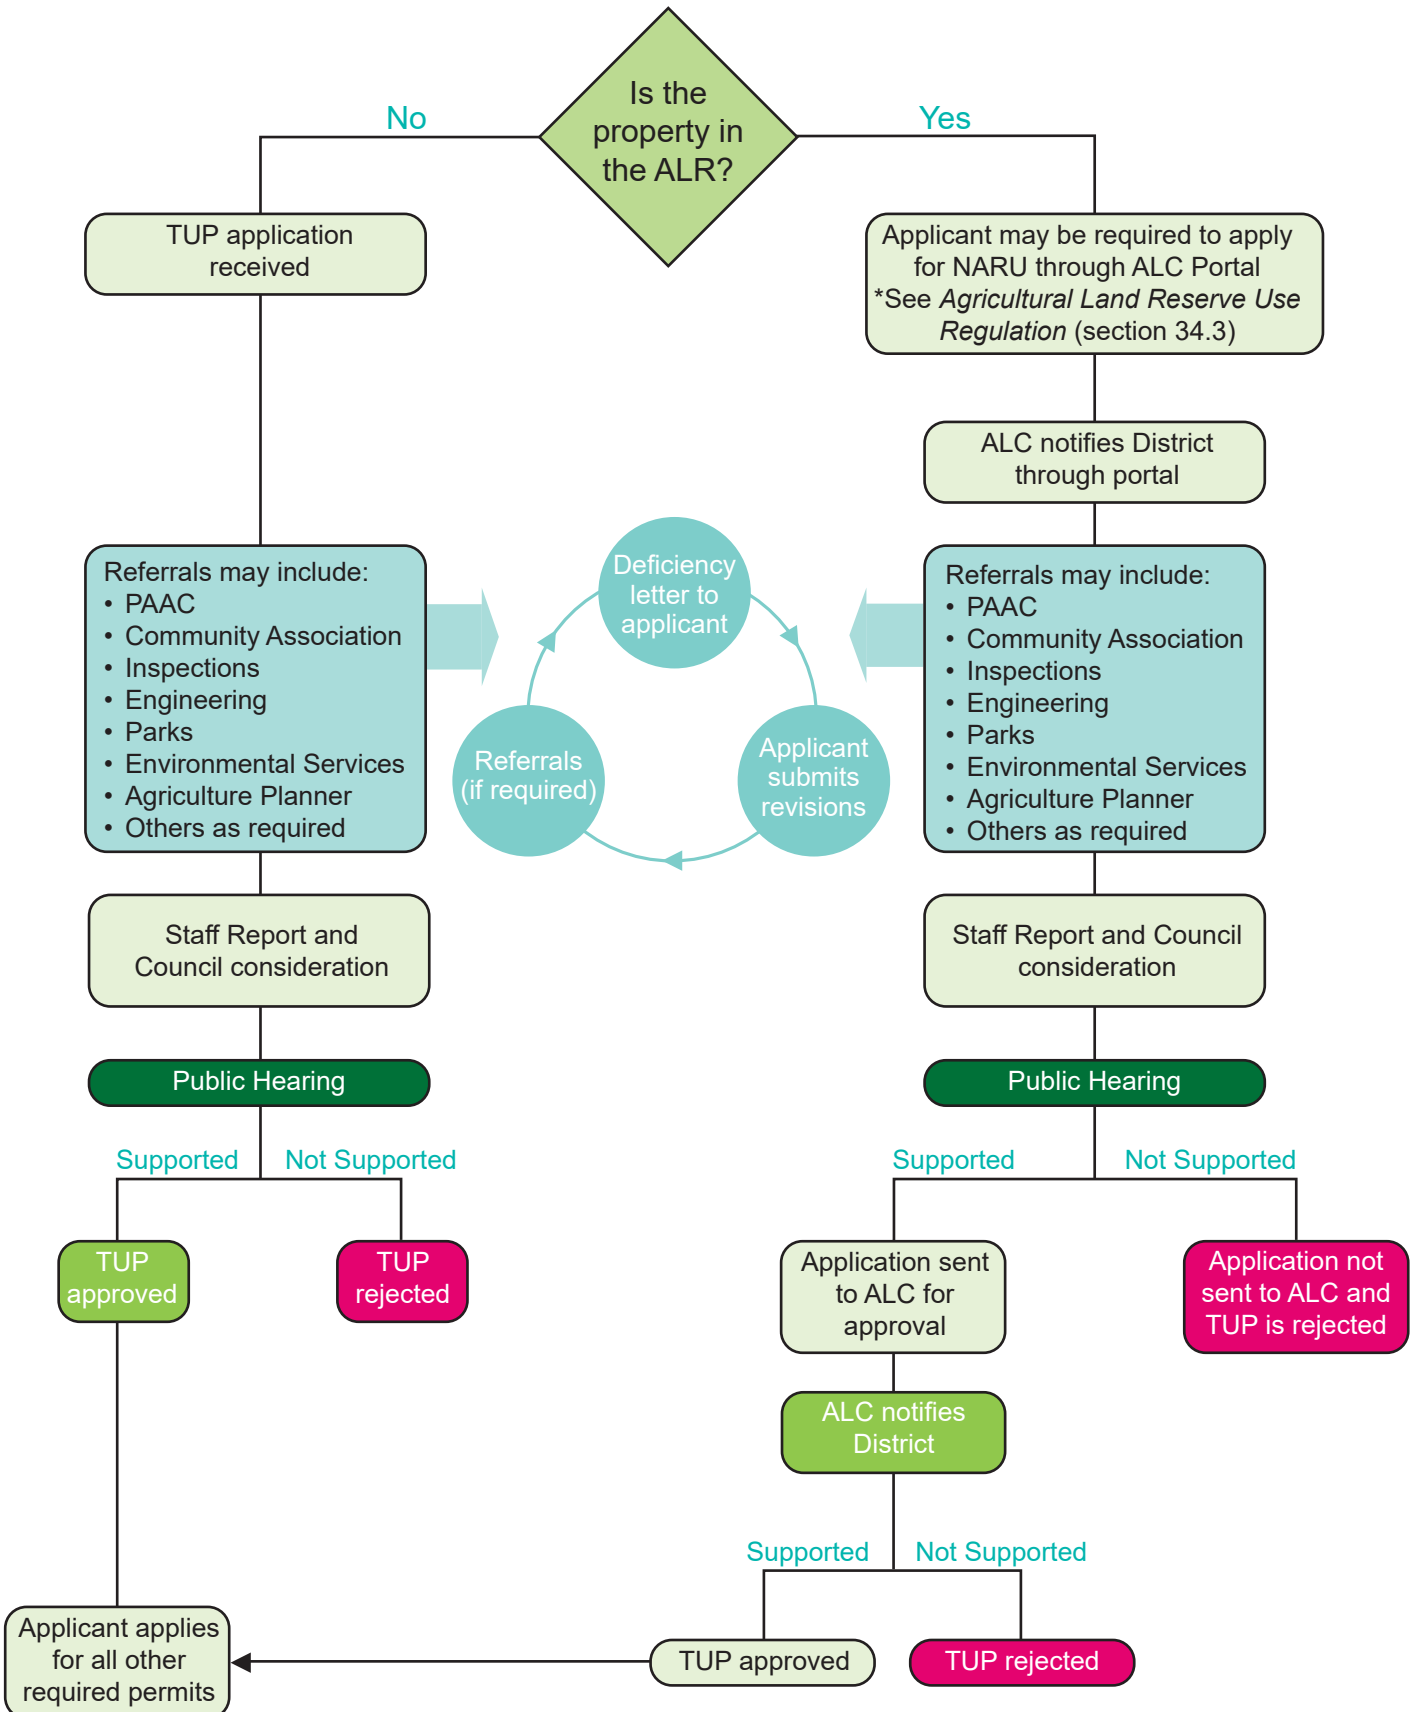 Is the
property in
the ALR?
No
Yes
TUP application
received
Applicant may be required to apply
for NARU through ALC Portal
*See Agricultural Land Reserve Use
Regulation (section 34.3)
ALC notifies District
through portal
Referrals may include:
• PAAC
• Community Association
• Inspections
• Engineering
• Parks
• Environmental Services
• Agriculture Planner
• Others as required
Deficiency
letter to
applicant
Applicant
submits
revisions
Referrals
(if required)
Referrals may include:
• PAAC
• Community Association
• Inspections
• Engineering
• Parks
• Environmental Services
• Agriculture Planner
• Others as required
Staff Report and
Council consideration
Staff Report and Council
consideration
Public Hearing
Public Hearing
Supported
Not Supported
Supported
Not Supported
TUP
approved
TUP
rejected
Application sent
to ALC for
approval
Application not
sent to ALC and
TUP is rejected
ALC notifies
District
Supported
Not Supported
Applicant applies
for all other
required permits
TUP approved
TUP rejected